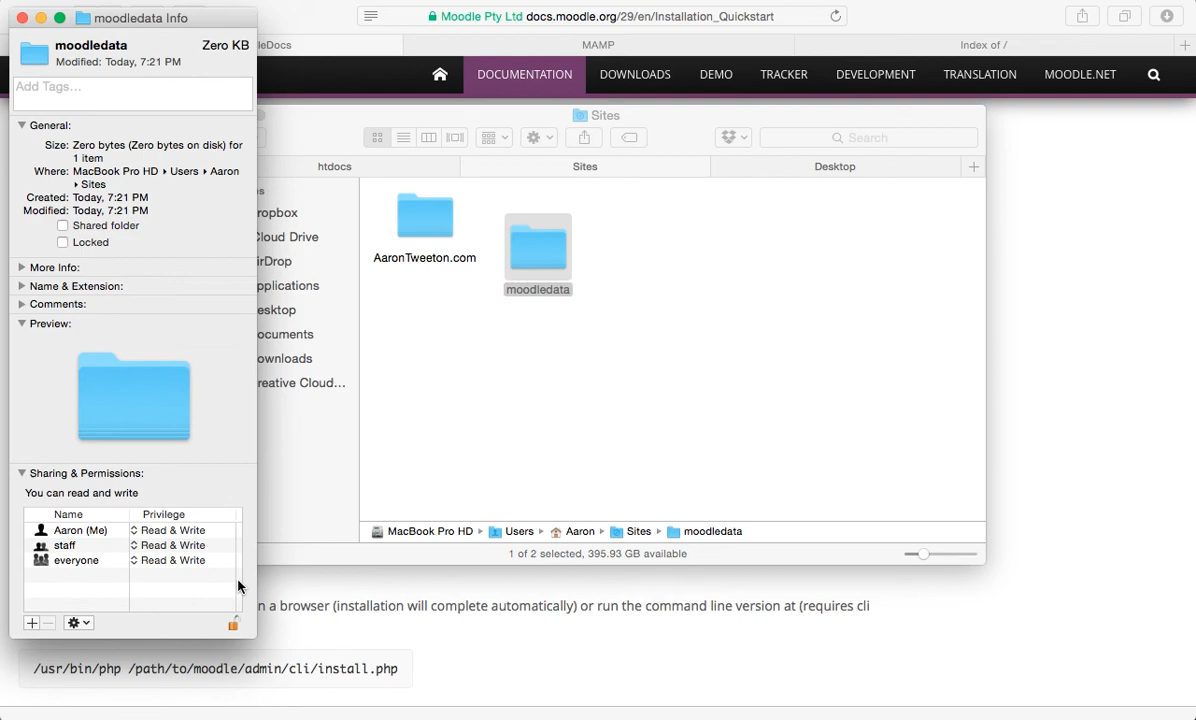 moodledata Info
moodledata Zero KB
Modified: Today, 7:21 PM
Add Tags...
General:
Size: Zero bytes (Zero bytes on disk) for
1 item
Where: MacBook Pro HD ▸ Users ▸ Aaron
▸ Sites
Created: Today, 7:21 PM
Modified: Today, 7:21 PM
Shared folder
Locked
More Info:
Name & Extension:
Comments:
Preview:
Sharing & Permissions:
You can read and write
Name Privilege
Aaron (Me) Read & Write
staff Read & Write
everyone Read & Write
Moodle Pty Ltd docs.moodle.org/29/en/Installation_Quickstart
leDocs MAMP Index of /
DOCUMENTATION DOWNLOADS DEMO TRACKER DEVELOPMENT TRANSLATION MOODLE.NET
Sites
Search
htdocs Sites Desktop
es
ropbox
Cloud Drive
irDrop
pplications
esktop
ocuments
ownloads
reative Cloud...
AaronTweeton.com
moodledata
MacBook Pro HD ▸ Users ▸ Aaron ▸ Sites ▸ moodledata
1 of 2 selected, 395.93 GB available
n a browser (installation will complete automatically) or run the command line version at (requires cli
/usr/bin/php /path/to/moodle/admin/cli/install.php